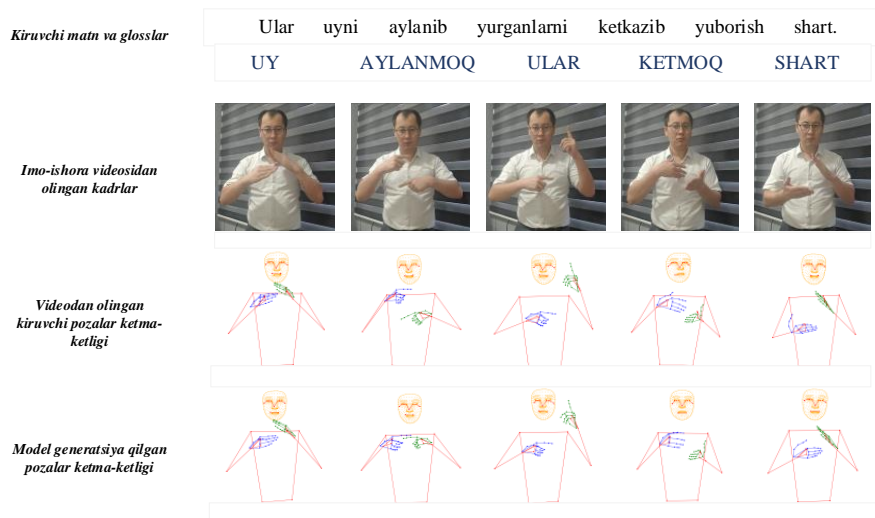 Kiruvchi matn va glosslar
Ular uyni aylanib yurganlarni ketkazib yuborish shart.
UY AYLANMOQ ULAR KETMOQ SHART
Imo-ishora videosidan
olingan kadrlar
Videodan olingan
kiruvchi pozalar ketma-
ketligi
Model generatsiya qilgan
pozalar ketma-ketligi